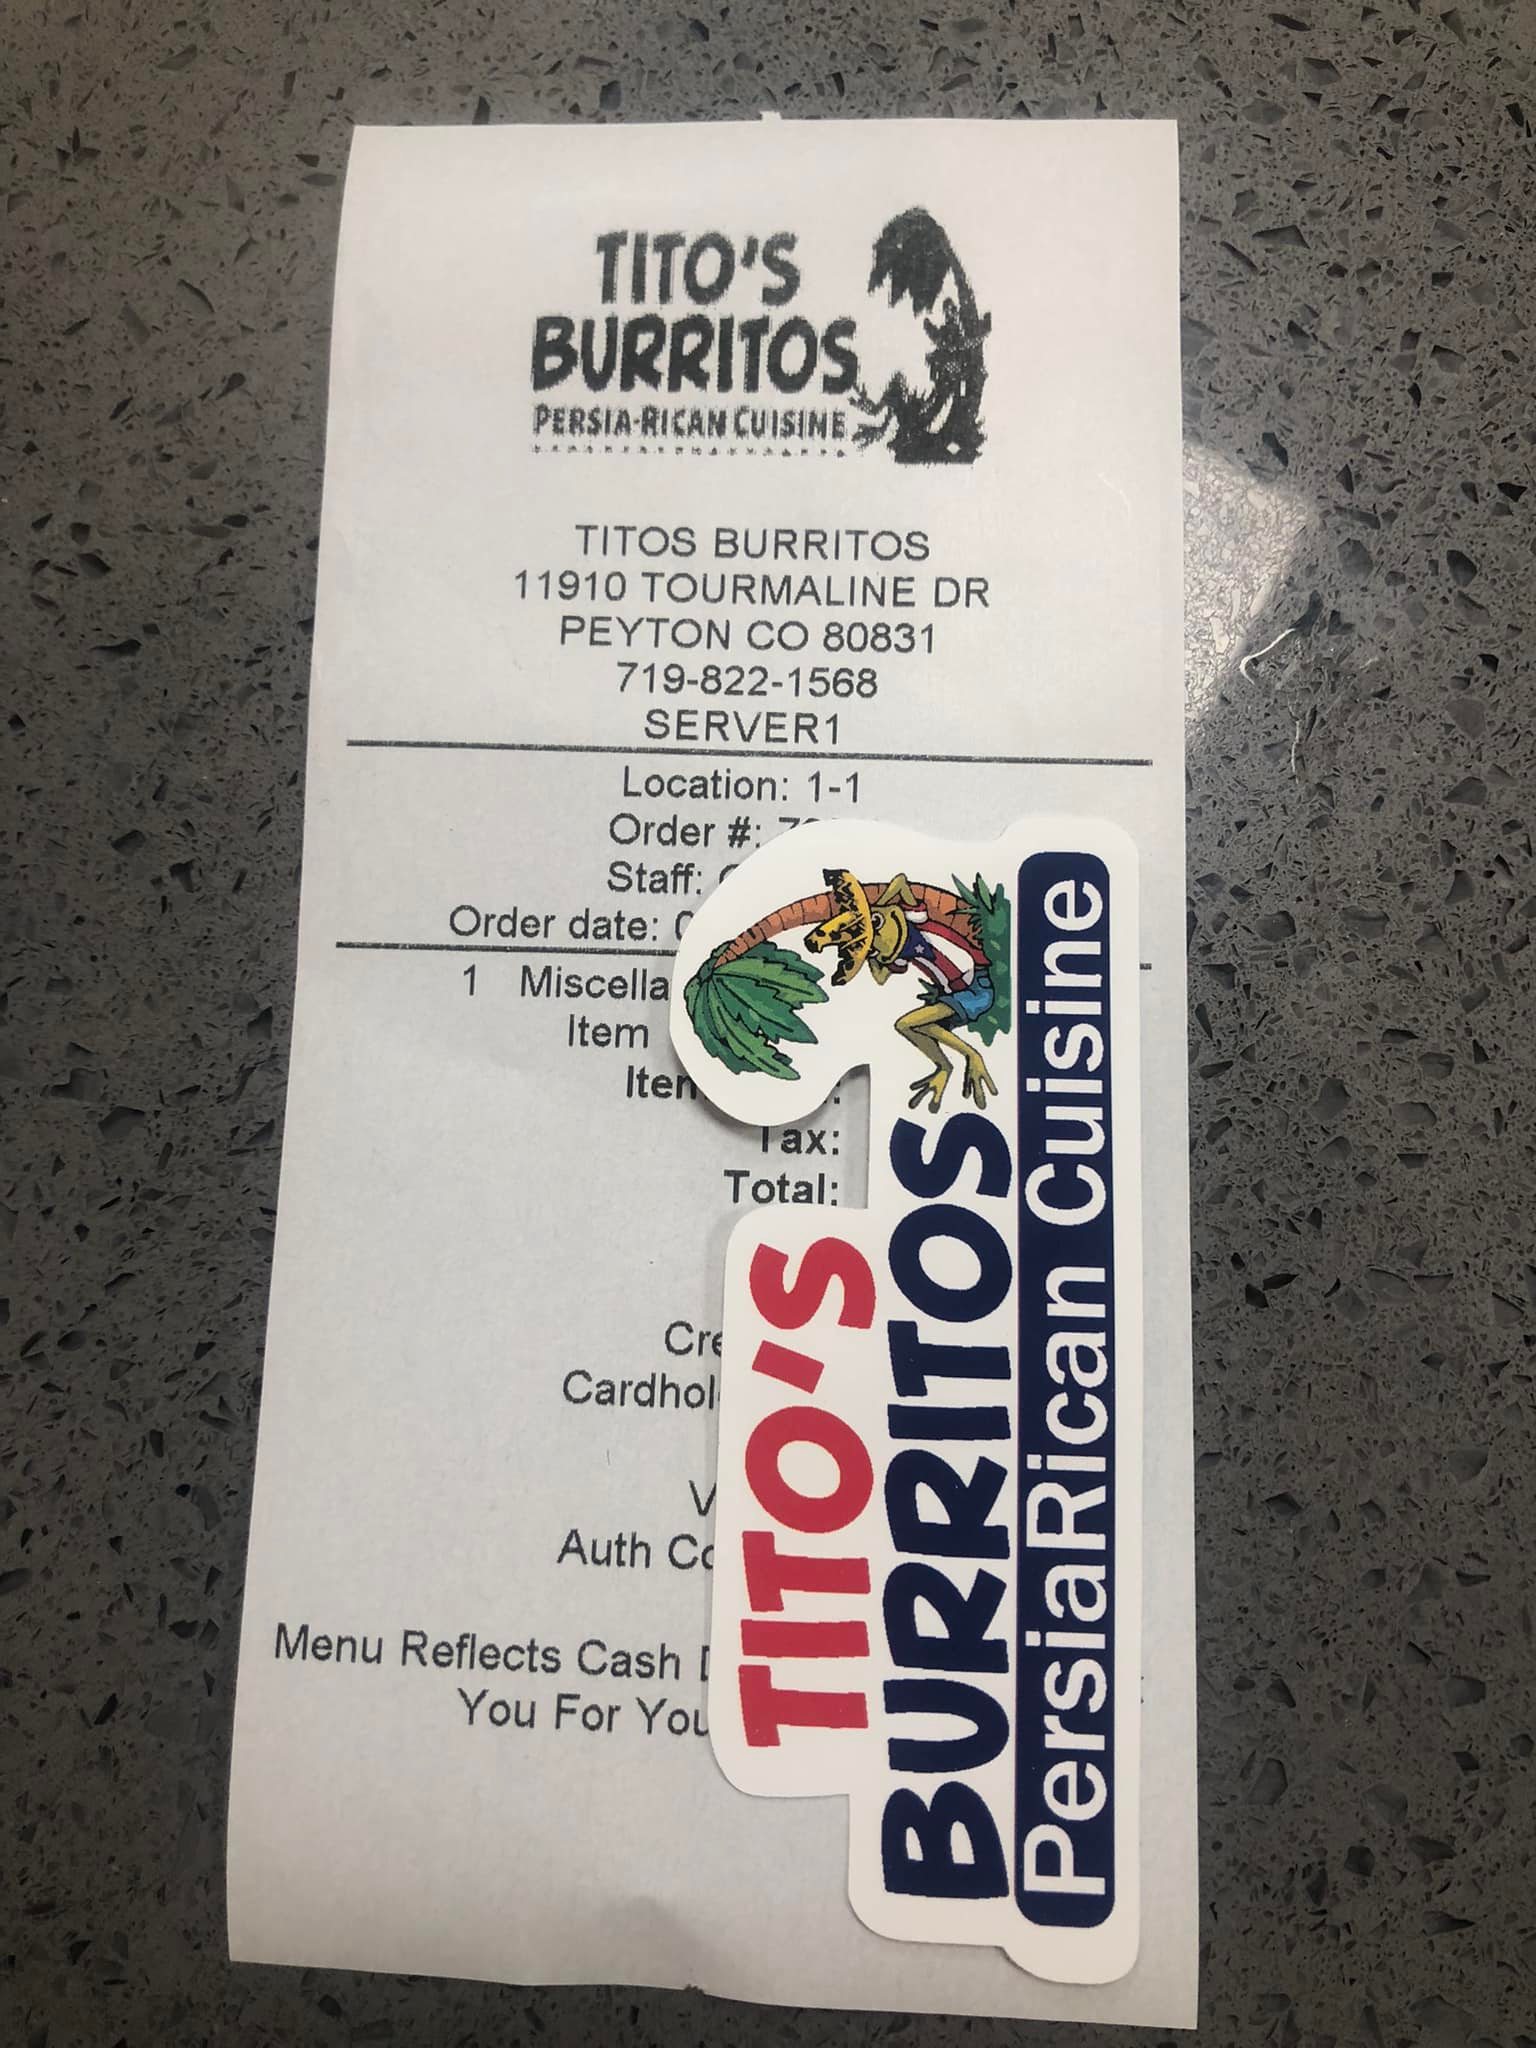 TITO'S
BURRITOS
PERSIA-RICAN CUISINE
TITOS BURRITOS
11910 TOURMALINE DR
PEYTON CO 80831
719-822-1568
SERVER1
Location: 1-1
Order #:
Staff:
Order date: 0
1 Miscella
Item
Item
Tax:
Total:
Cre
Cardhol
V
Auth Co
Menu Reflects Cash D
You For You
TITO'S
BURRITOS
PersiaRican Cuisine